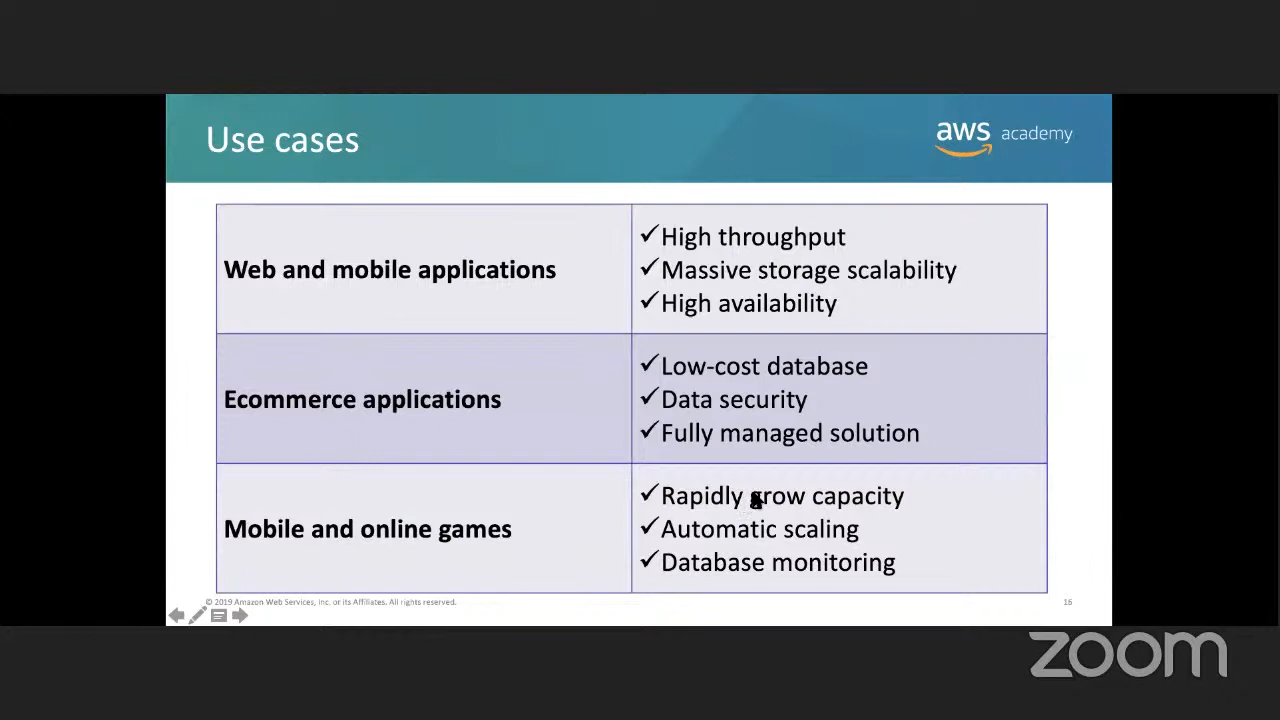 Use cases
aws academy
Web and mobile applications
✓High throughput
✓Massive storage scalability
✓High availability
Ecommerce applications
✓Low-cost database
✓Data security
✓Fully managed solution
Mobile and online games
✓Rapidly grow capacity
✓Automatic scaling
✓Database monitoring
© 2019 Amazon Web Services, Inc. or its Affiliates. All rights reserved.
16
zoom